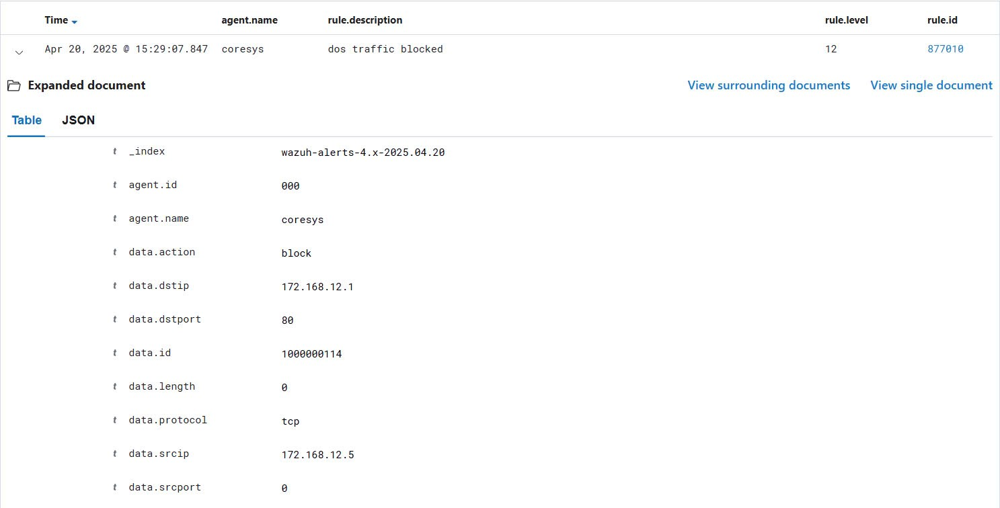 Time agent.name rule.description rule.level rule.id
Apr 20, 2025 @ 15:29:07.847 coresys dos traffic blocked 12 877010
Expanded document View surrounding documents View single document
Table JSON
t _index wazuh-alerts-4.x-2025.04.20
t agent.id 000
t agent.name coresys
t data.action block
t data.dstip 172.168.12.1
t data.dstport 80
t data.id 1000000114
t data.length 0
t data.protocol tcp
t data.srcip 172.168.12.5
t data.srcport 0